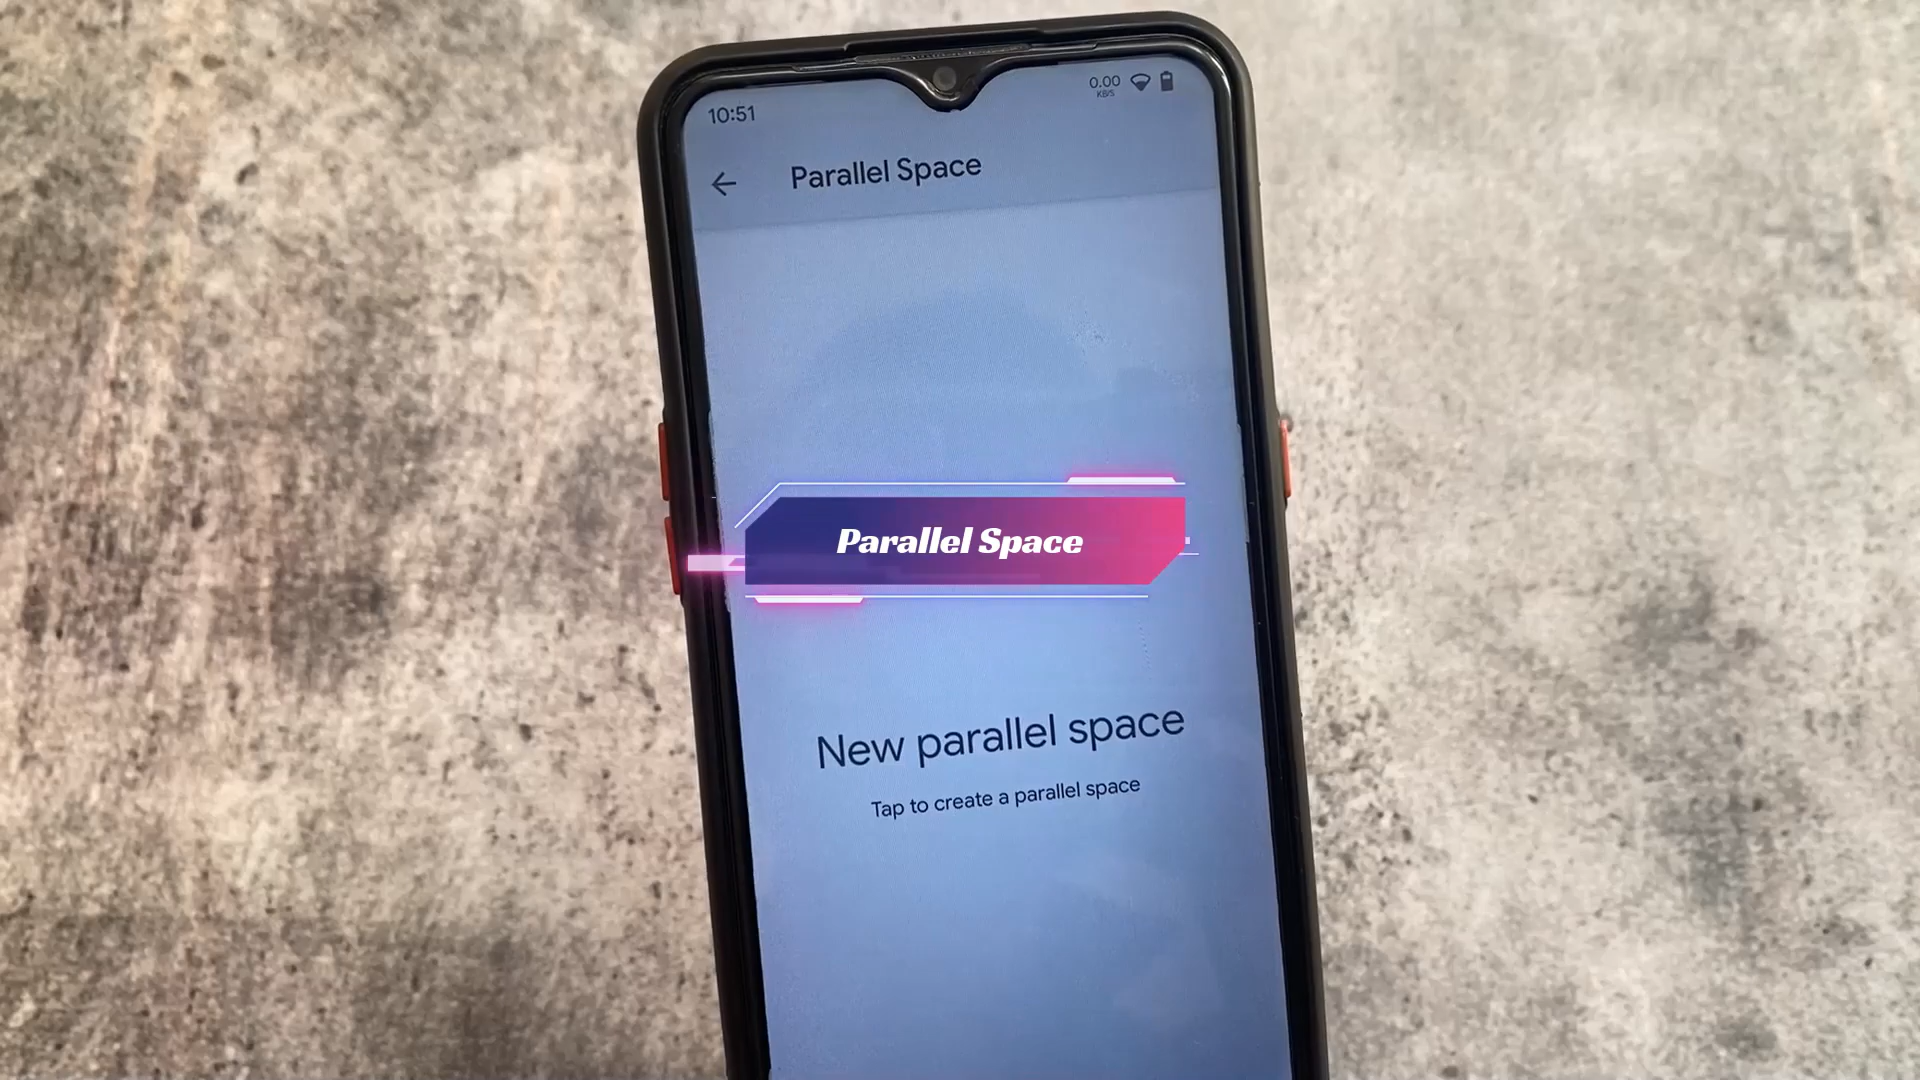 10:51
0.00
KB/S
Parallel Space
Parallel Space
New parallel space
Tap to create a parallel space